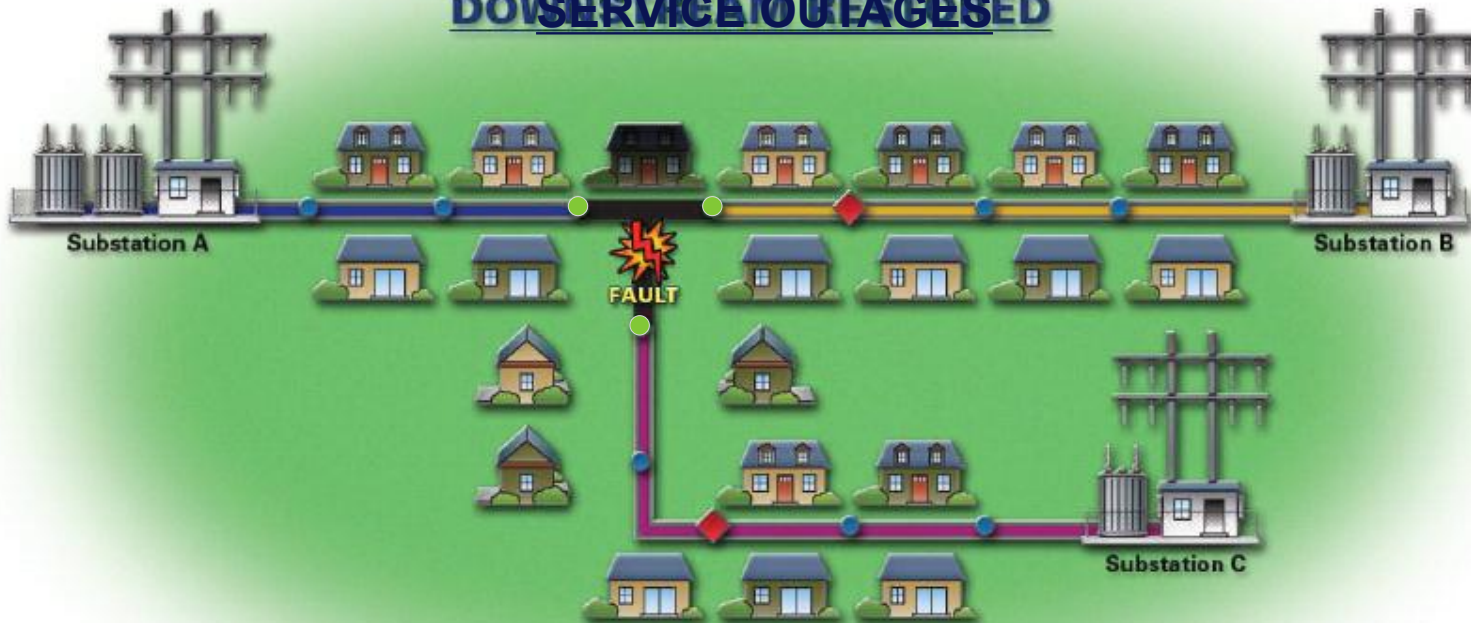 SERVICE OUTAGES
Substation A
Substation B
FAULT
Substation C